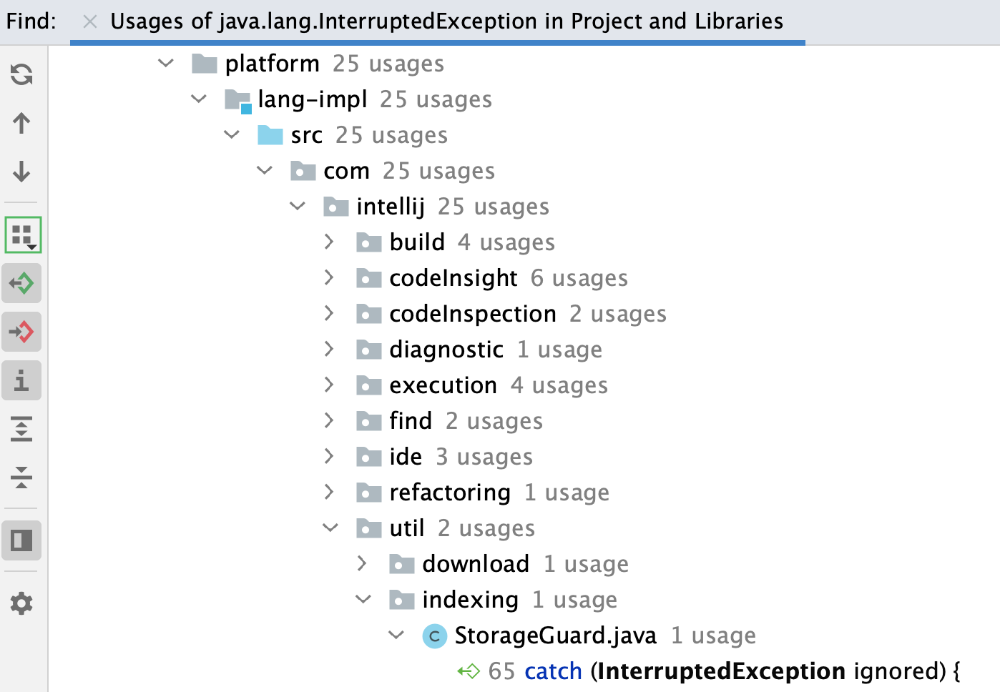 Find: Usages of java.lang.InterruptedException in Project and Libraries
platform 25 usages
lang-impl 25 usages
src 25 usages
com 25 usages
intellij 25 usages
build 4 usages
codeInsight 6 usages
codeInspection 2 usages
diagnostic 1 usage
execution 4 usages
find 2 usages
ide 3 usages
refactoring 1 usage
util 2 usages
download 1 usage
indexing 1 usage
C StorageGuard.java 1 usage
65 catch (InterruptedException ignored) {